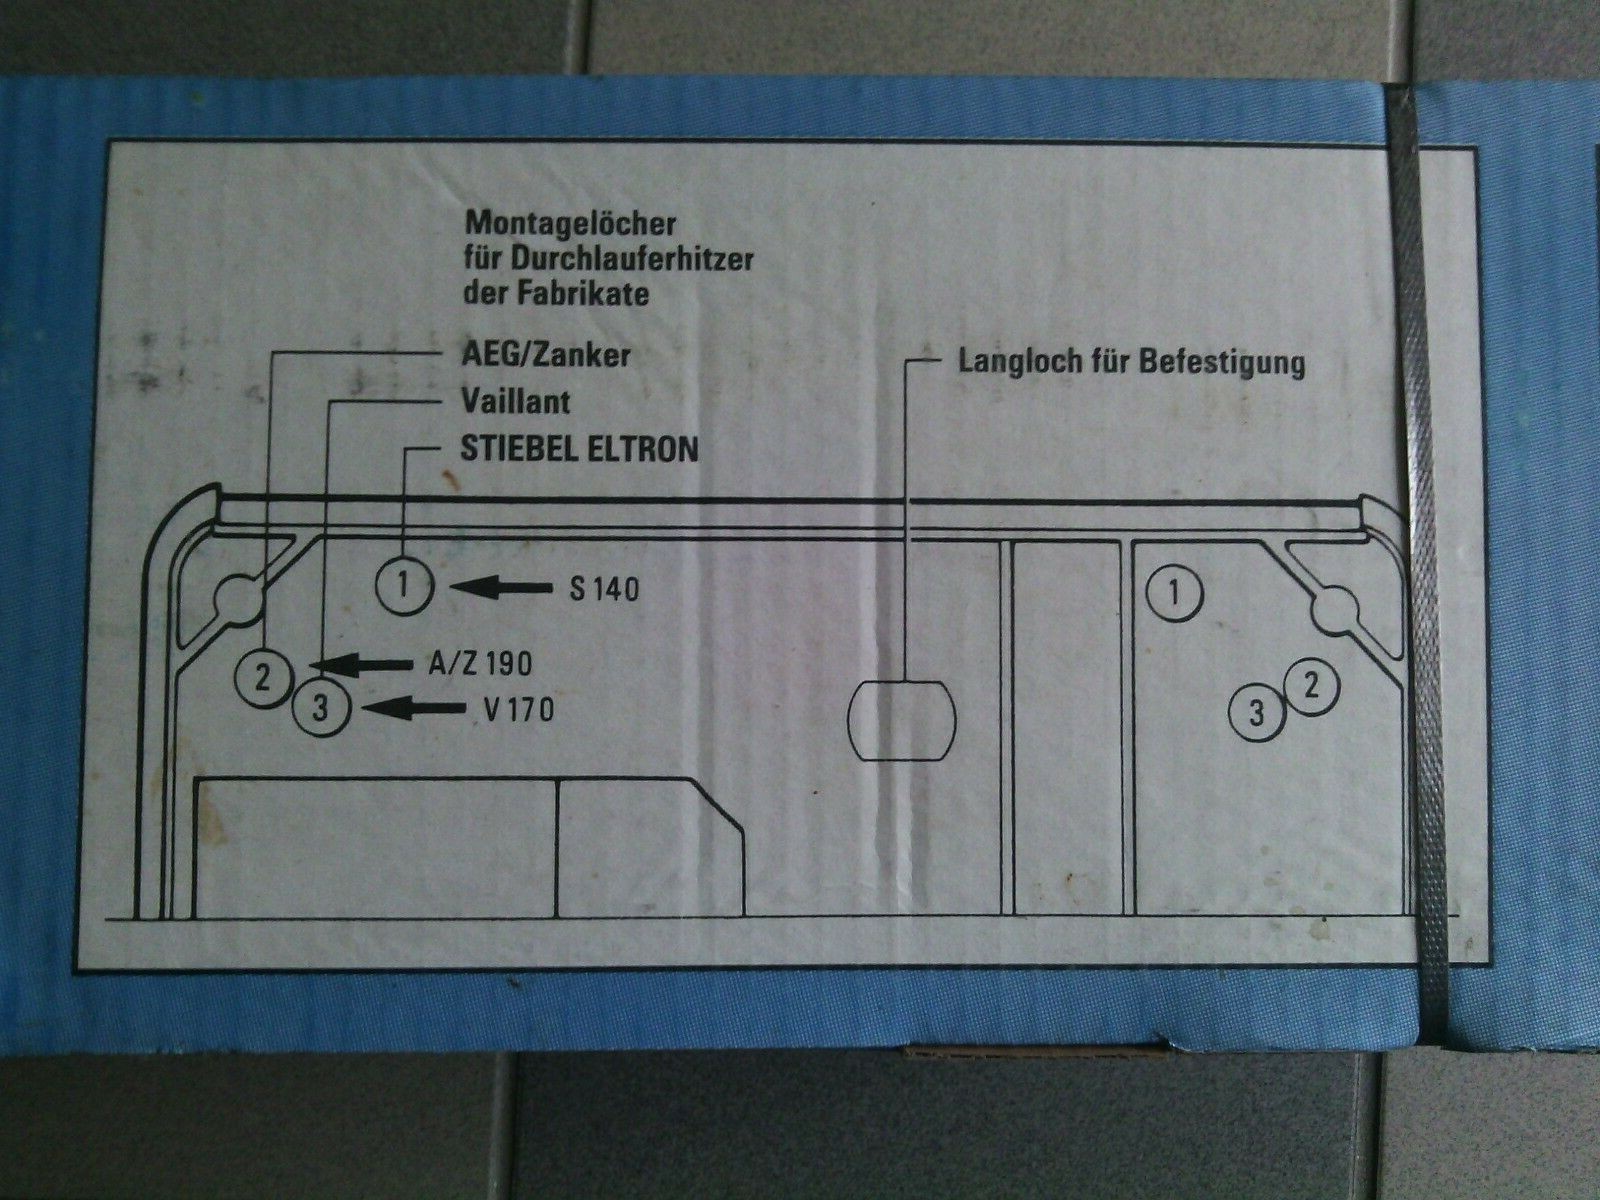 Montagelöcher
für Durchlauferhitzer
der Fabrikate
AEG/Zanker
Vaillant
STIEBEL ELTRON
Langloch für Befestigung
1
S 140
1
2
A/Z 190
3
V 170
2
3